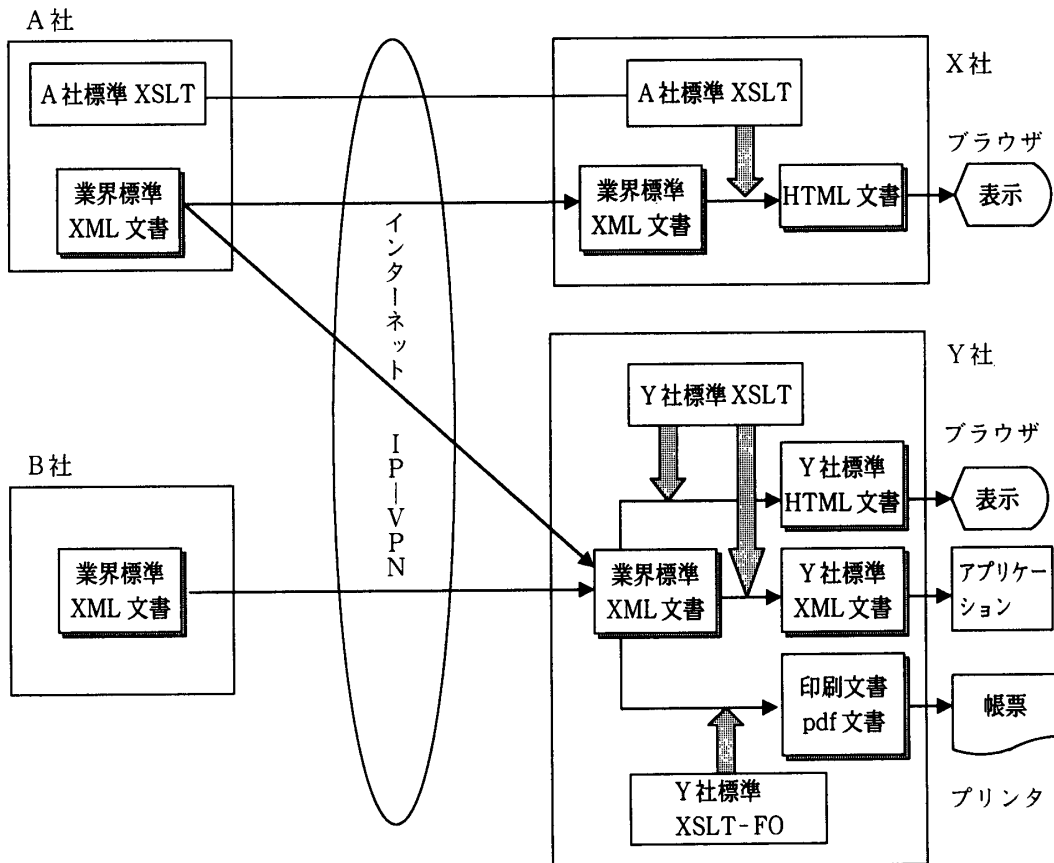 A社
A社標準 XSLT
業界標準
XML 文書
インターネット IP-VPN
X社
A社標準 XSLT
業界標準
XML 文書
HTML 文書
ブラウザ
表示
B社
業界標準
XML 文書
Y社
Y社標準 XSLT
業界標準
XML 文書
Y社標準
HTML 文書
ブラウザ
表示
Y社標準
XML 文書
アプリケー
ション
印刷文書
pdf 文書
帳票
プリンタ
Y社標準
XSLT-FO